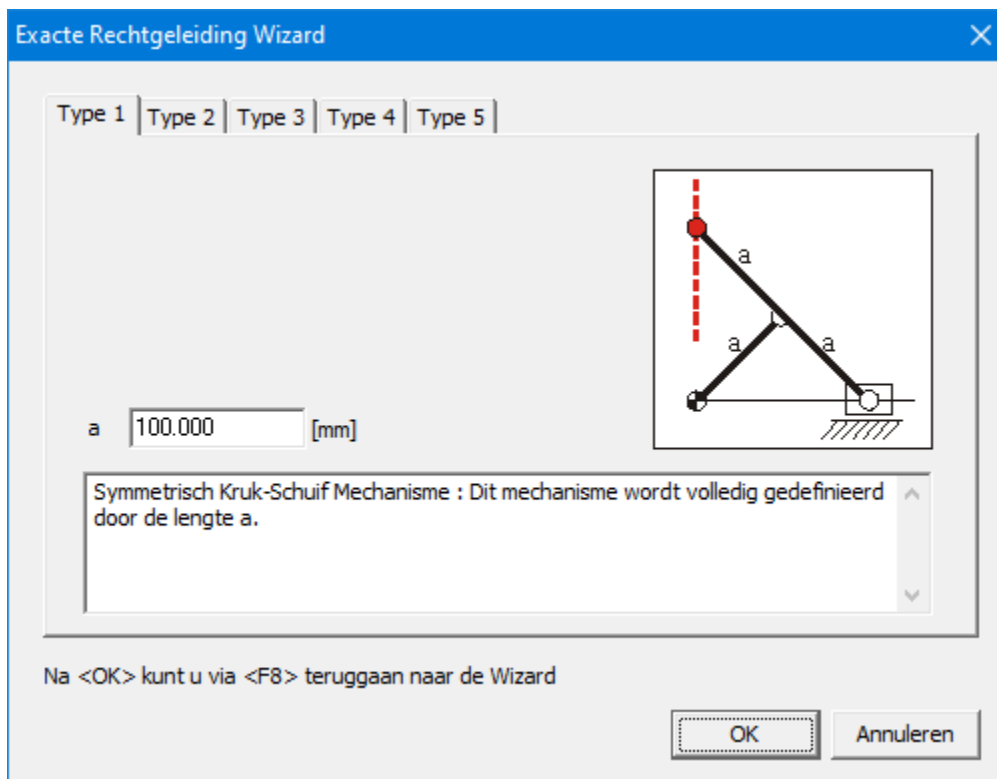 Exacte Rechtgeleiding Wizard
Type 1 Type 2 Type 3 Type 4 Type 5
a
a
a
a 100.000 [mm]
Symmetrisch Kruk-Schuif Mechanisme : Dit mechanisme wordt volledig gedefinieerd
door de lengte a.
Na <OK> kunt u via <F8> teruggaan naar de Wizard
OK Annuleren